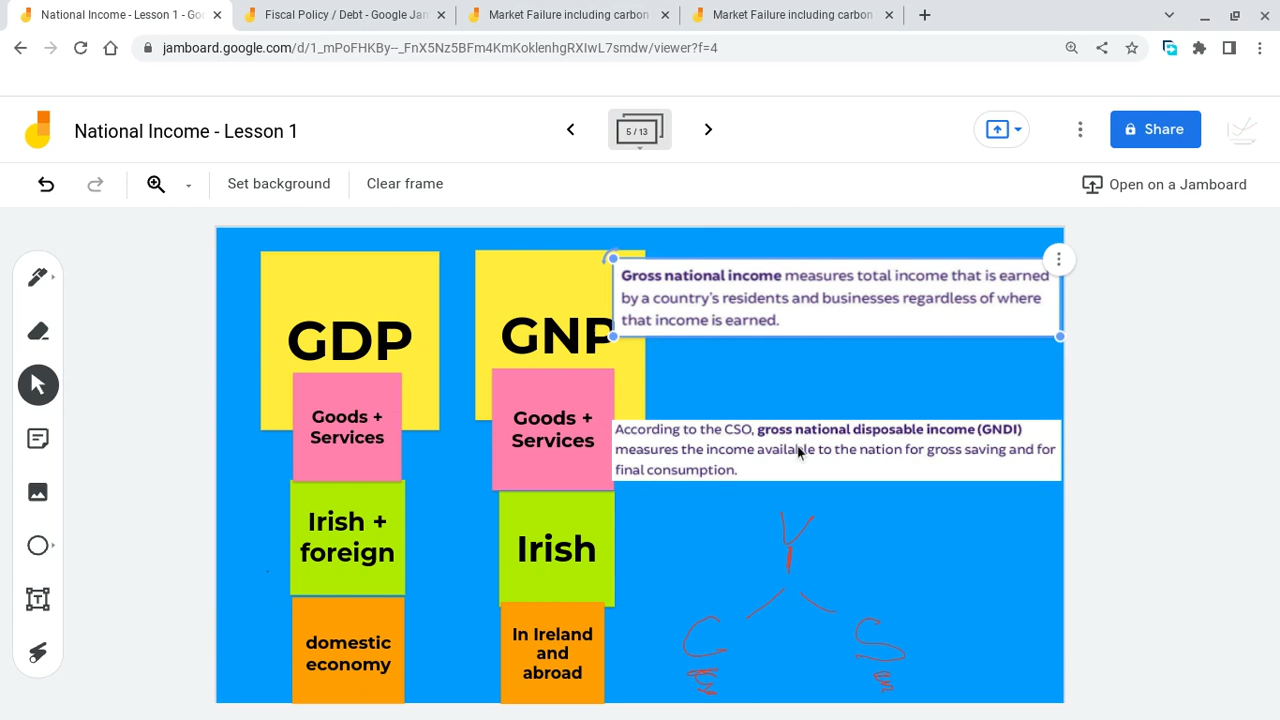 National Income - Lesson 1 - Go
Fiscal Policy / Debt - Google Jam
Market Failure including carbon
Market Failure including carbon
jamboard.google.com/d/1_mPoFHKBy--_FnX5Nz5BFm4KmKoklenhgRXIwL7smdw/viewer?f=4
National Income - Lesson 1
5 / 13
Share
Set background
Clear frame
Open on a Jamboard
GDP
Goods +
Services
Irish +
foreign
domestic
economy
GNP
Goods +
Services
Irish
In Ireland
and
abroad
Gross national income measures total income that is earned
by a country's residents and businesses regardless of where
that income is earned.
According to the CSO, gross national disposable income (GNDI)
measures the income available to the nation for gross saving and for
final consumption.
Y
C
S